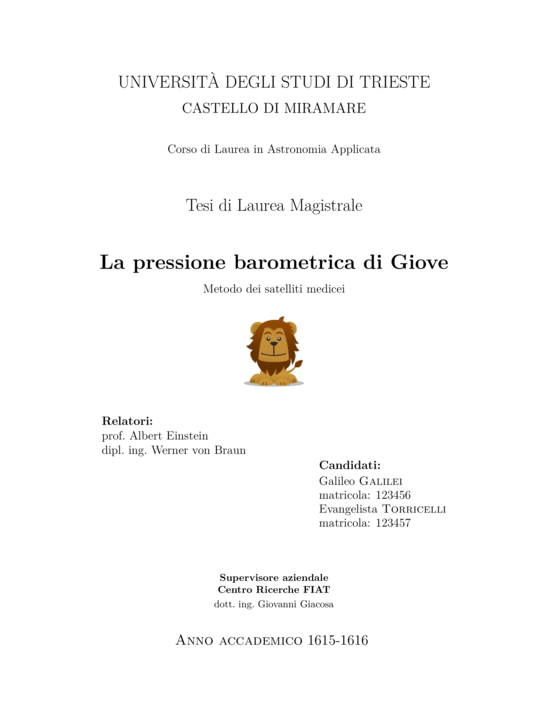 UNIVERSITÀ DEGLI STUDI DI TRIESTE
CASTELLO DI MIRAMARE
Corso di Laurea in Astronomia Applicata
Tesi di Laurea Magistrale
La pressione barometrica di Giove
Metodo dei satelliti medicei
Relatori:
prof. Albert Einstein
dipl. ing. Werner von Braun
Candidati:
Galileo GALILEI
matricola: 123456
Evangelista TORRICELLI
matricola: 123457
Supervisore aziendale
Centro Ricerche FIAT
dott. ing. Giovanni Giacosa
ANNO ACCADEMICO 1615-1616